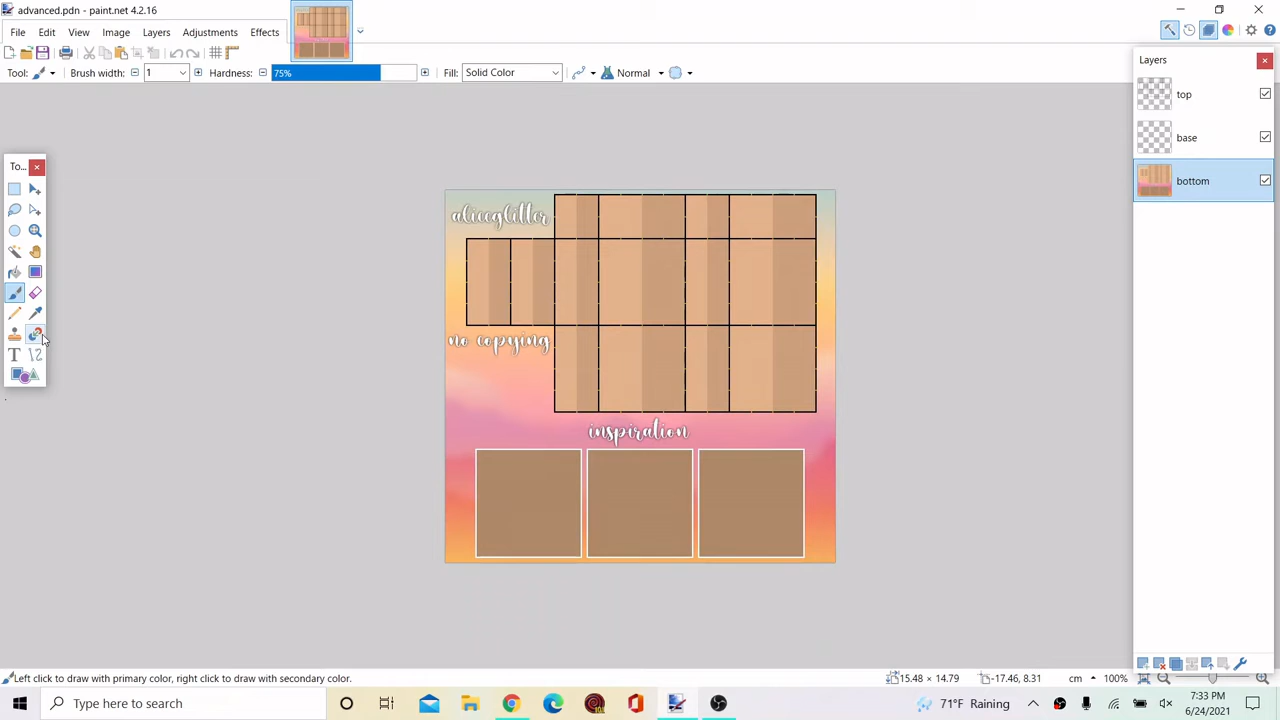 advanced.pdn - paint.net 4.2.16
File Edit View Image Layers Adjustments Effects
Tool: Brush width: 1 Hardness: 75% Fill: Solid Color Normal
Layers
top
base
bottom
To...
aliceglitter
no copying
inspiration
Left click to draw with primary color, right click to draw with secondary color.
15.48 × 14.79 -17.46, 8.31 cm 100%
Type here to search
71°F Raining
7:33 PM
6/24/2021